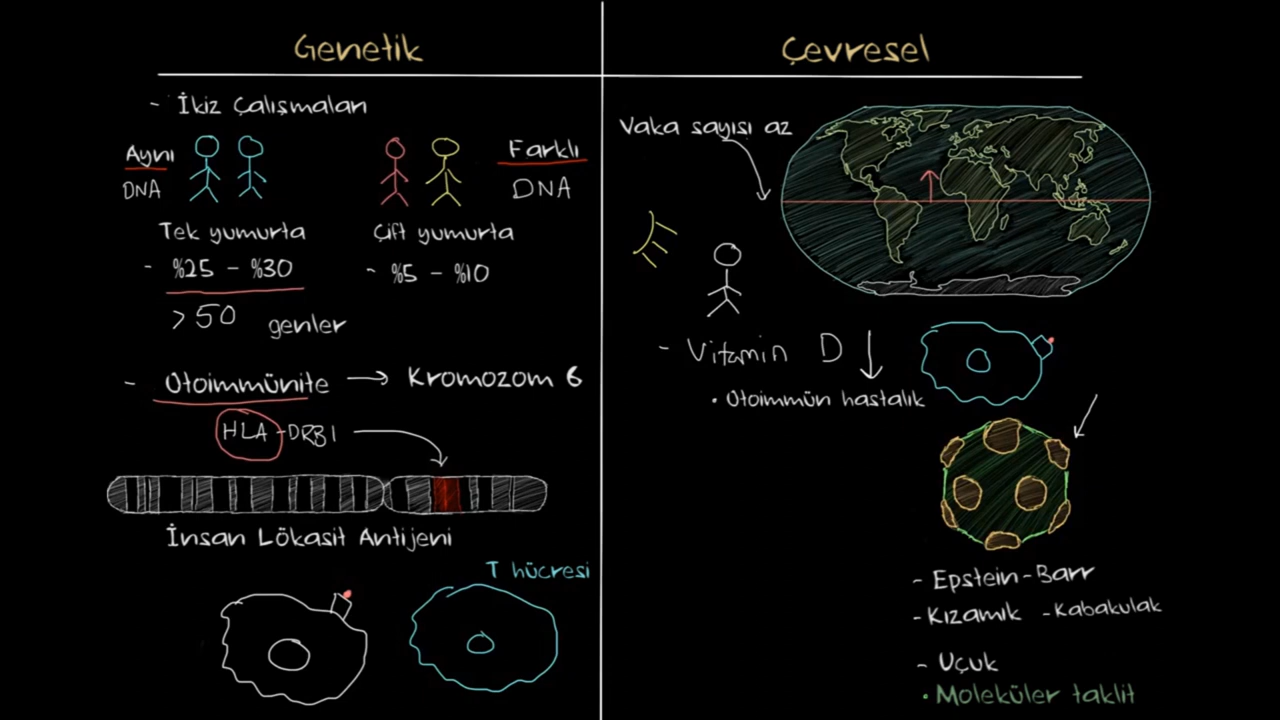 Genetik
- İkiz Çalışmaları
Aynı
DNA
Farklı
DNA
Tek yumurta
Çift yumurta
- %25 - %30
- %5 - %10
>50 genler
- Otoimmünite → Kromozom 6
HLA-DRB1
İnsan Lökasit Antijeni
T hücresi
Çevresel
Vaka sayısı az
- Vitamin D ↓
• Otoimmün hastalık
- Epstein-Barr
- Kızamık - Kabakulak
- Uçuk
• Moleküler taklit